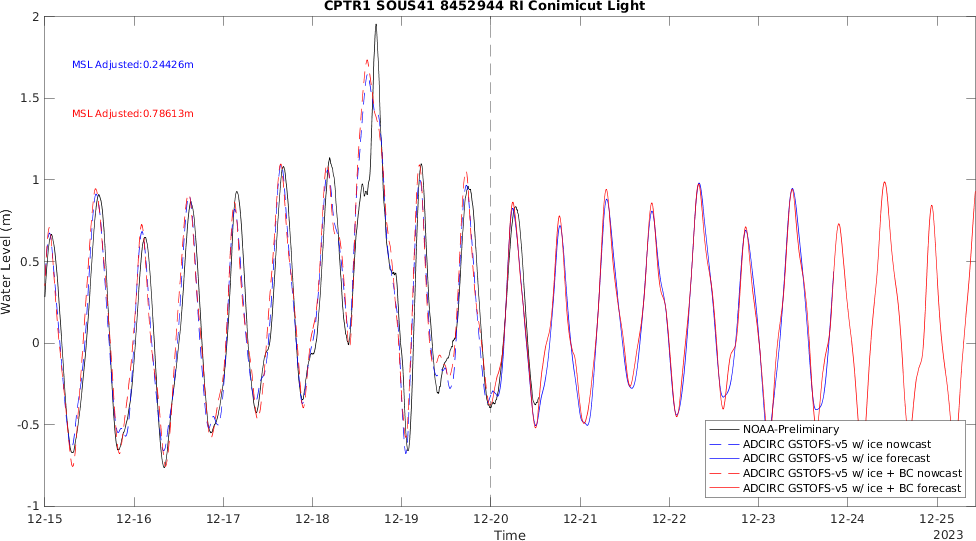 CPTR1 SOUS41 8452944 RI Conimicut Light
2
1.5
1
0.5
0
-0.5
-1
Water Level (m)
MSL Adjusted:0.24426m
MSL Adjusted:0.78613m
NOAA-Preliminary
ADCIRC GSTOFS-v5 w/ ice nowcast
ADCIRC GSTOFS-v5 w/ ice forecast
ADCIRC GSTOFS-v5 w/ ice + BC nowcast
ADCIRC GSTOFS-v5 w/ ice + BC forecast
12-15 12-16 12-17 12-18 12-19 12-20 12-21 12-22 12-23 12-24 12-25
2023
Time